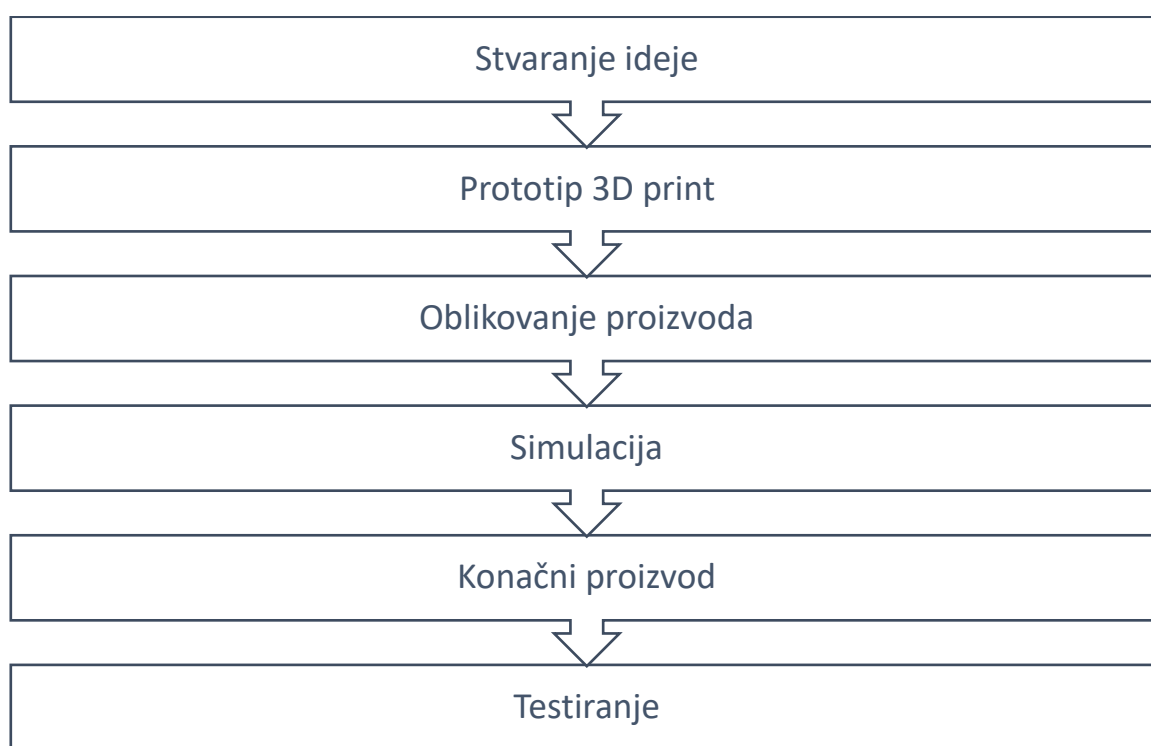 Stvaranje ideje
Prototip 3D print
Oblikovanje proizvoda
Simulacija
Konačni proizvod
Testiranje